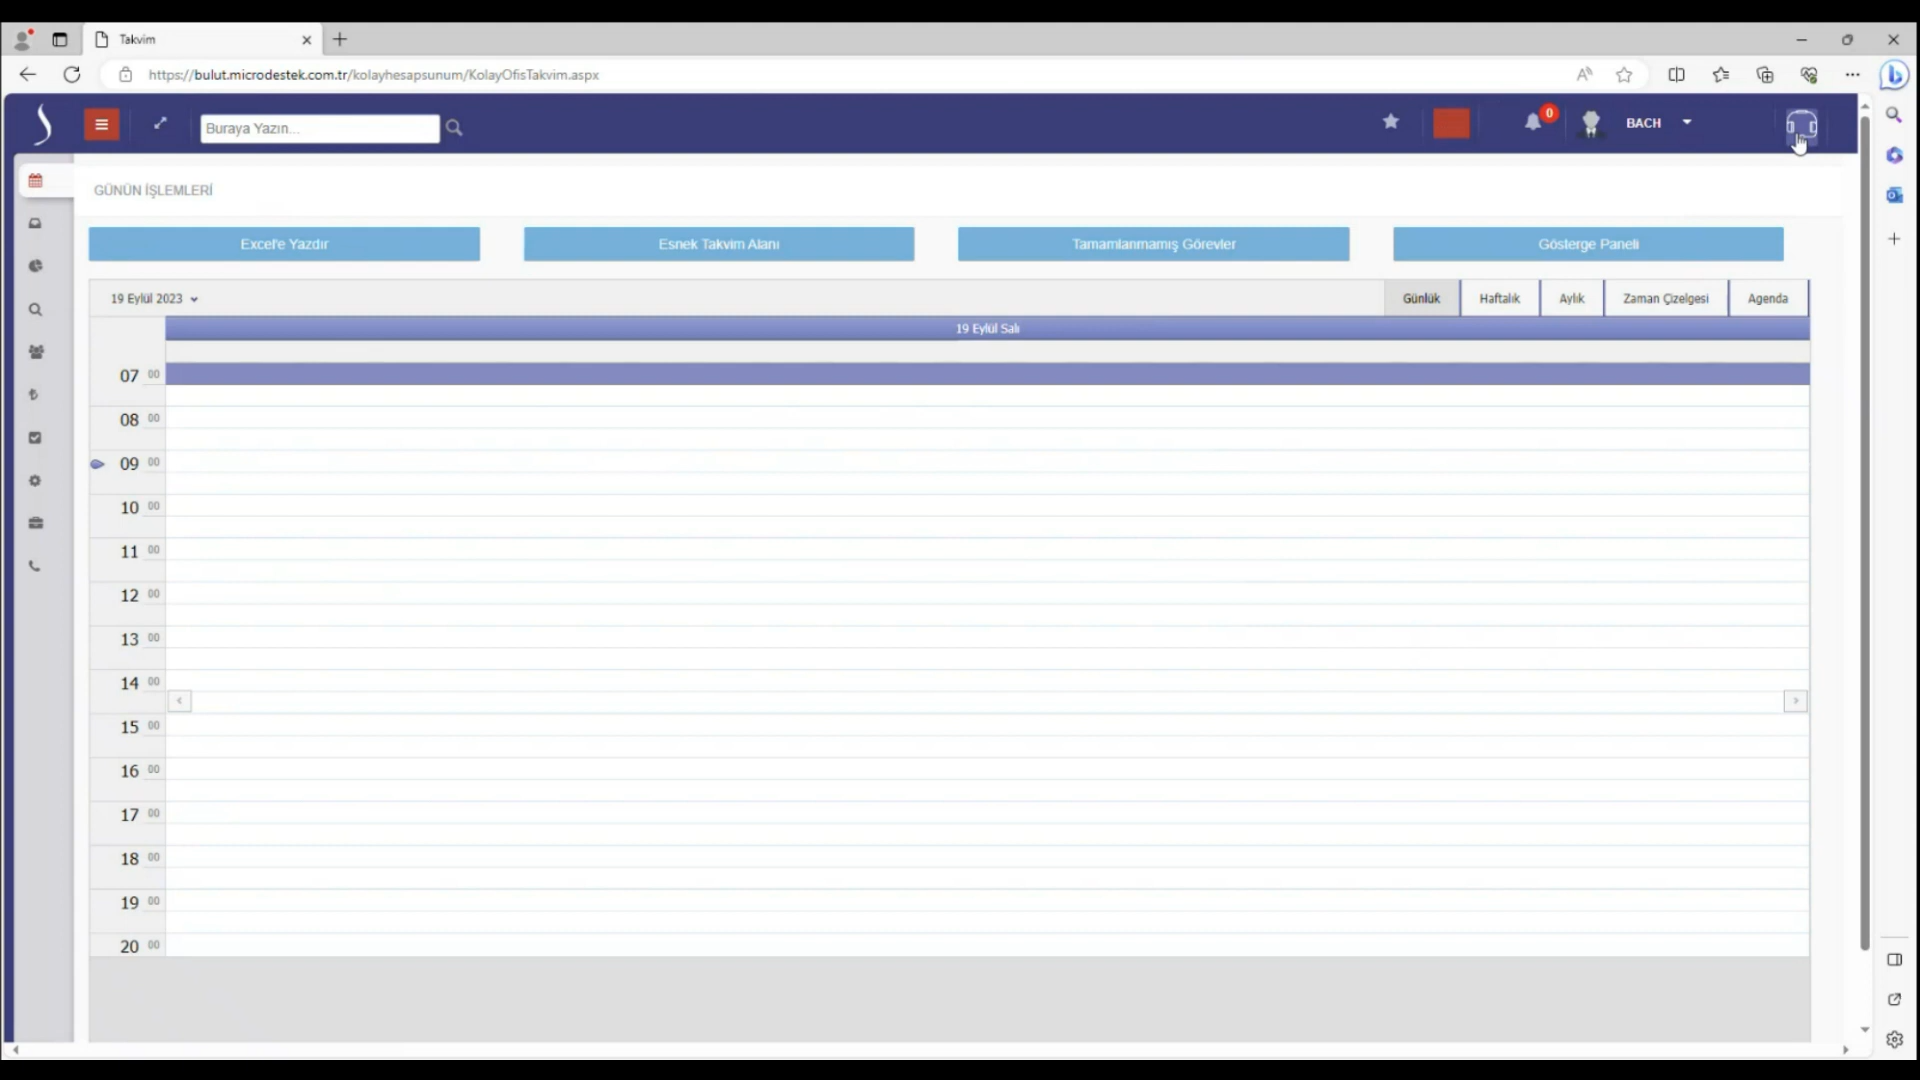 Takvim
https://bulut.microdestek.com.tr/kolayhesapsunum/KolayOfisTakvim.aspx
Buraya Yazın...
0
BACH
GÜNÜN İŞLEMLERİ
Excel'e Yazdır
Esnek Takvim Alanı
Tamamlanmamış Görevler
Gösterge Paneli
19 Eylül 2023
Günlük
Haftalık
Aylık
Zaman Çizelgesi
Agenda
19 Eylül Salı
07 00
08 00
09 00
10 00
11 00
12 00
13 00
14 00
15 00
16 00
17 00
18 00
19 00
20 00